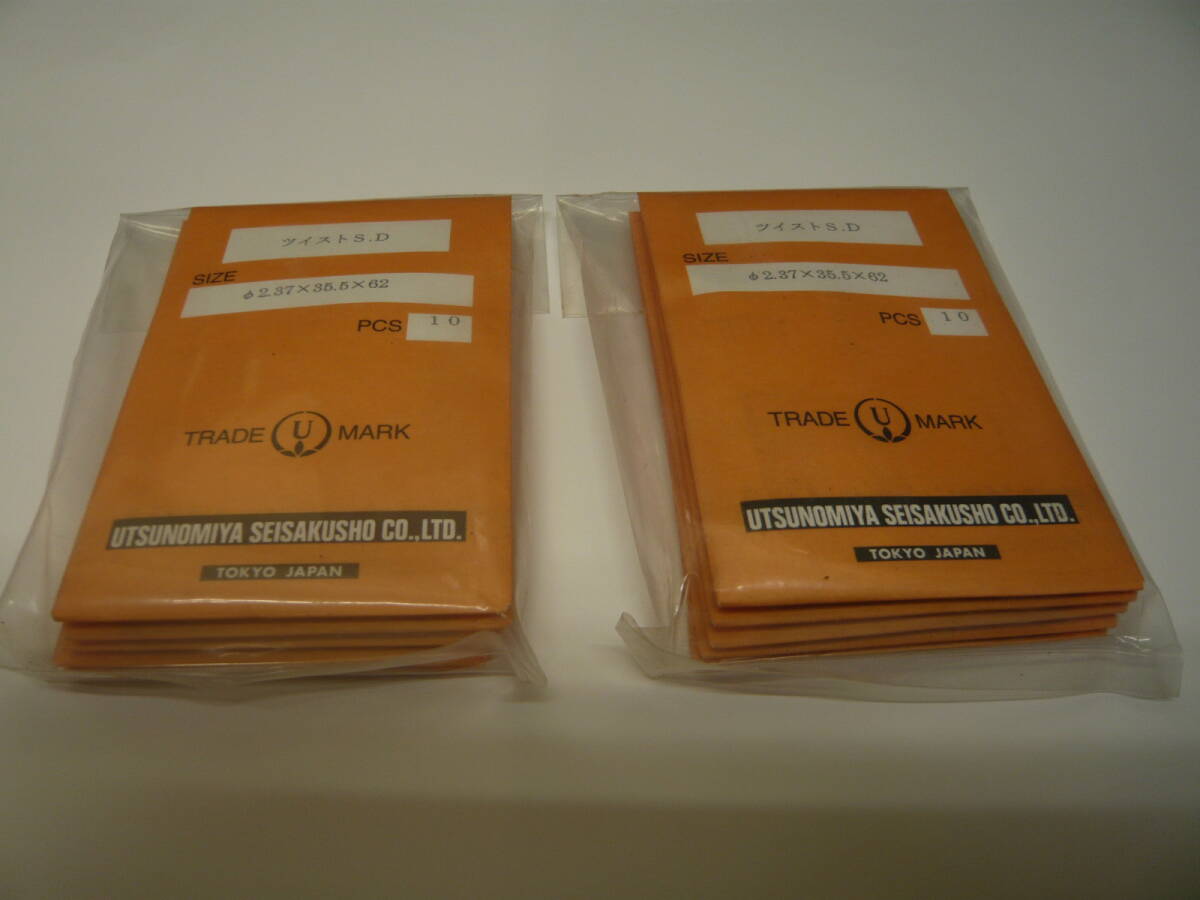 ツイストS.D
SIZE
φ2.37×35.5×62
PCS 10
TRADE U MARK
UTSUNOMIYA SEISAKUSHO CO.,LTD.
TOKYO JAPAN
ツイストS.D
SIZE
φ2.37×35.5×62
PCS 10
TRADE U MARK
UTSUNOMIYA SEISAKUSHO CO.,LTD.
TOKYO JAPAN